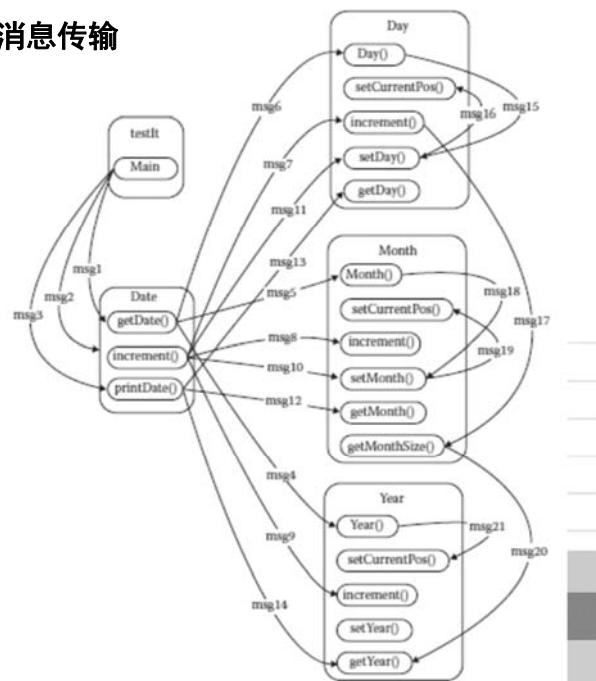 消息传输
testIt
Main
msg1
msg2
msg3
Date
getDate()
increment()
printDate()
msg6
msg7
msg11
msg13
msg5
msg8
msg10
msg12
msg4
msg9
msg14
Day
Day()
setCurrentPos()
increment()
setDay()
getDay()
msg16
msg15
Month
Month()
setCurrentPos()
increment()
setMonth()
getMonth()
getMonthSize()
msg18
msg17
msg19
Year
Year()
setCurrentPos()
increment()
setYear()
getYear()
msg21
msg20